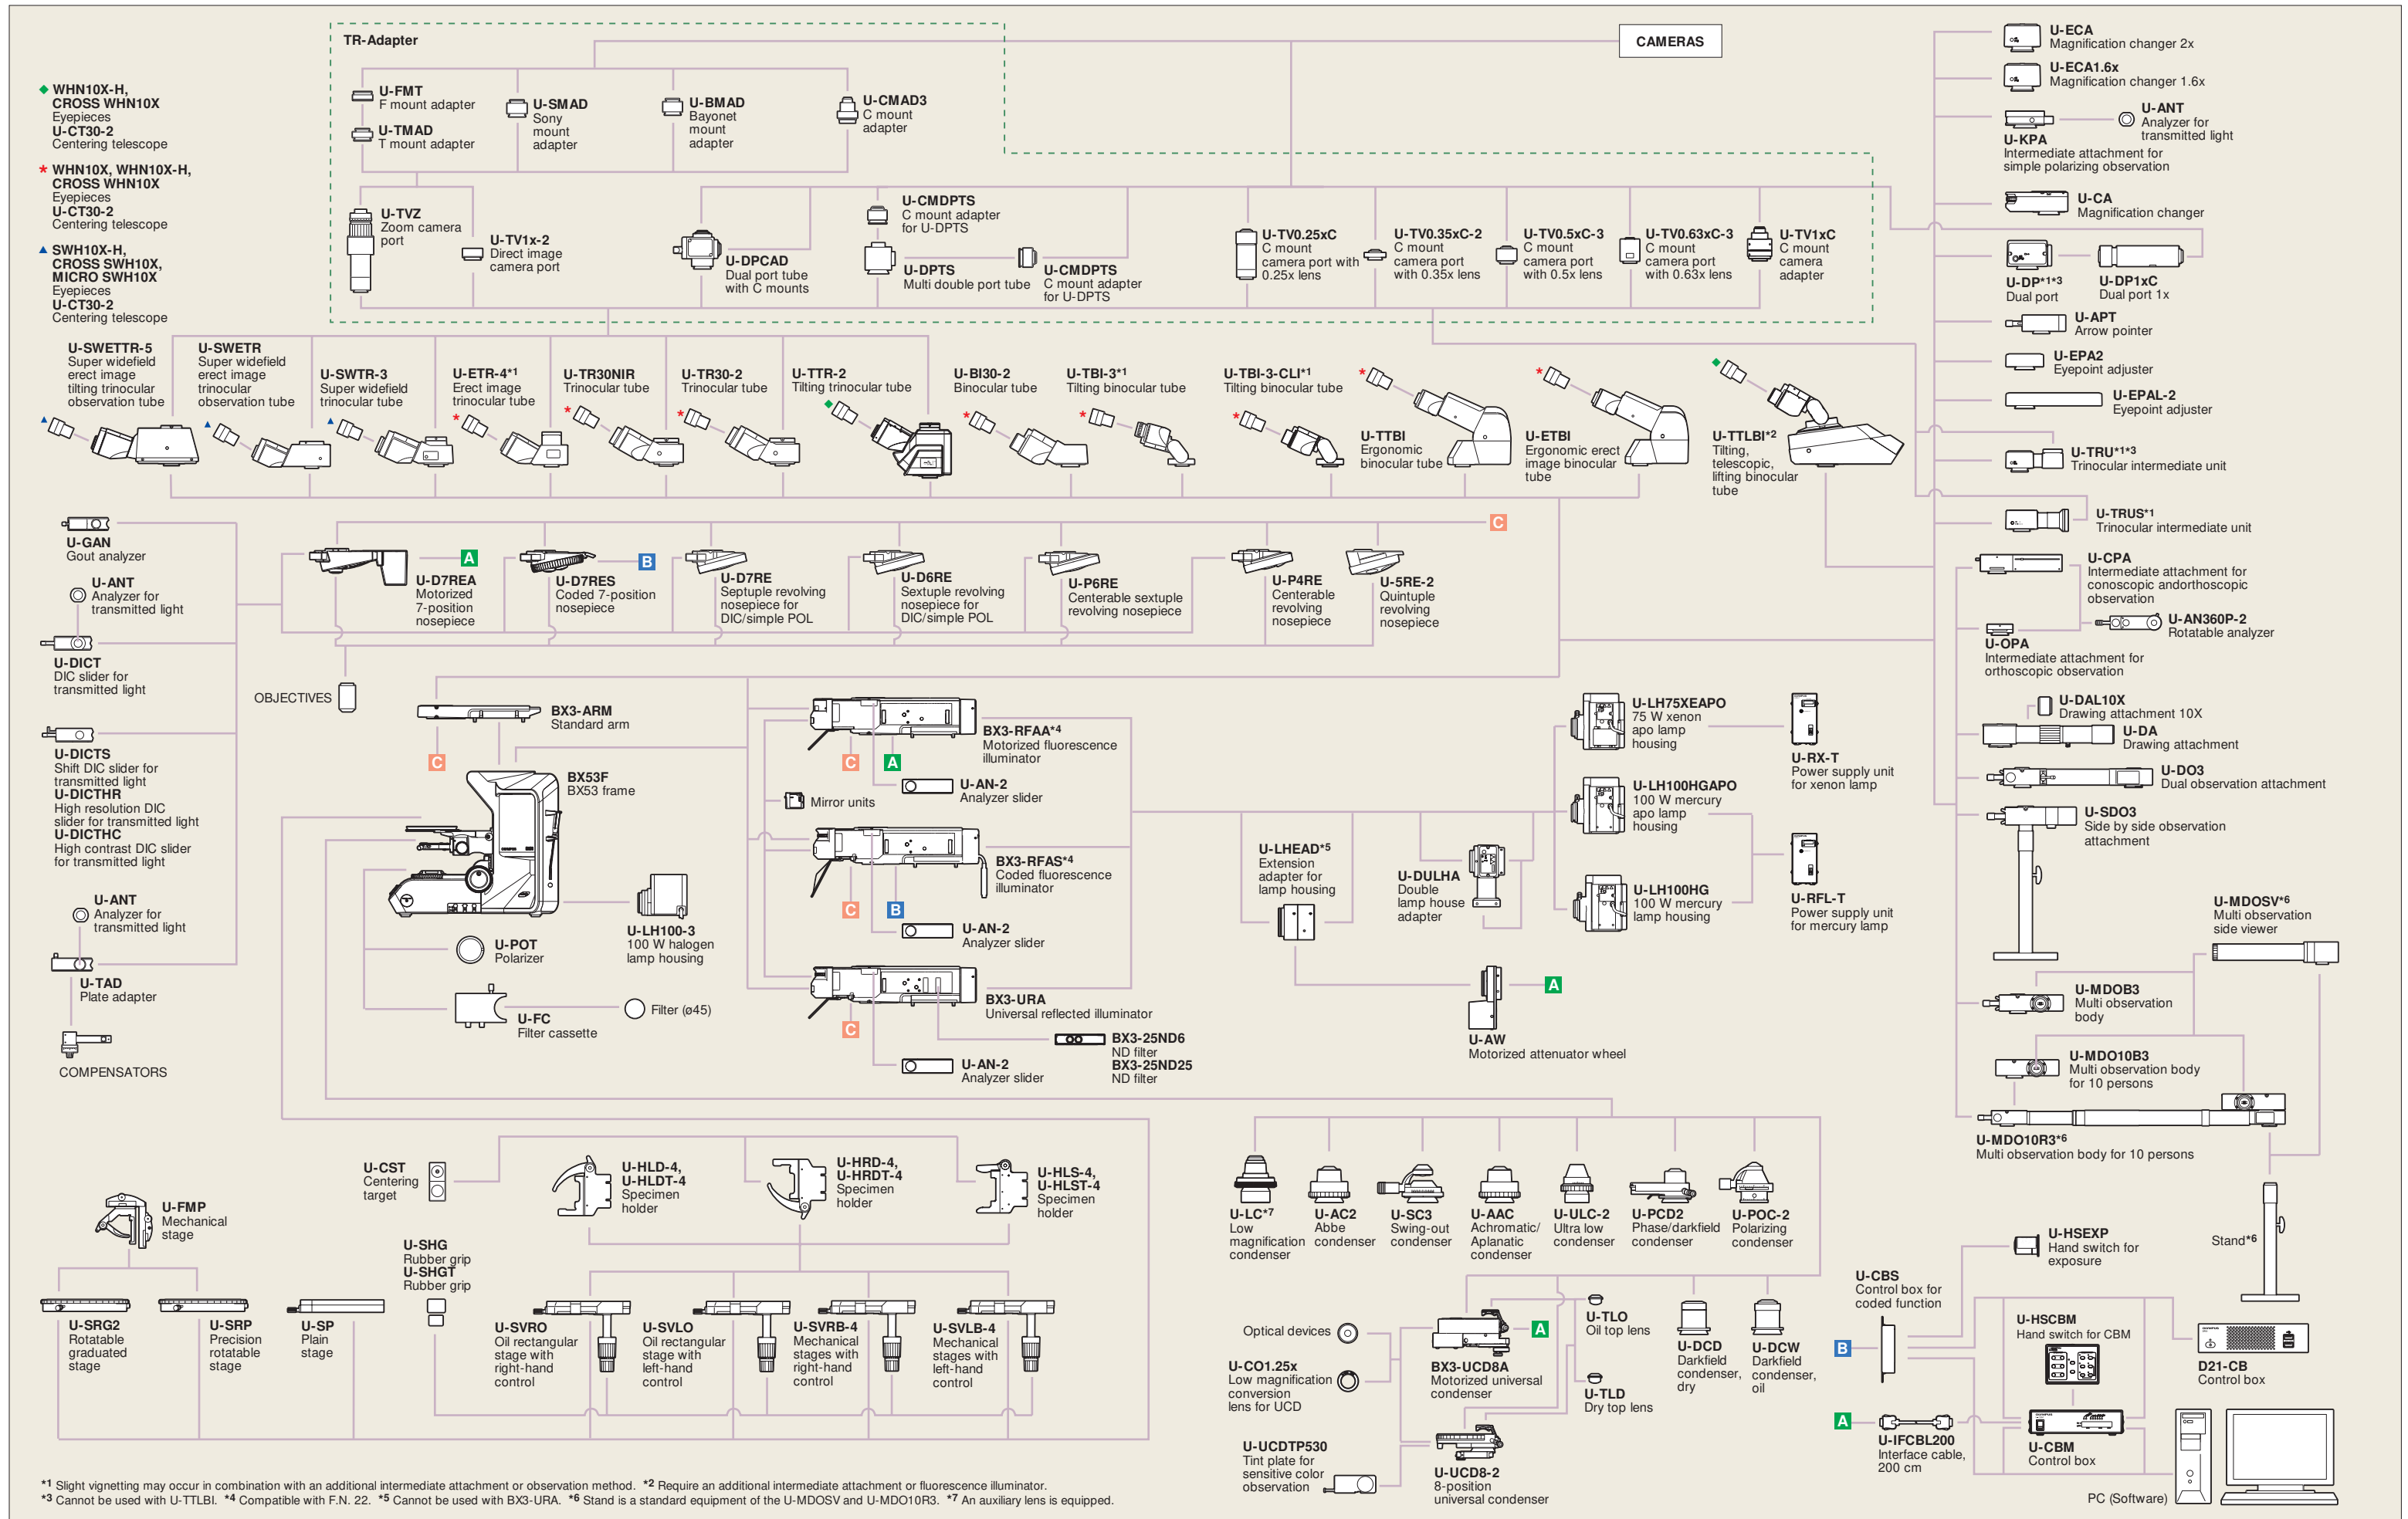 TR-Adapter
CAMERAS
◆ WHN10X-H,
CROSS WHN10X
Eyepieces
U-CT30-2
Centering telescope
* WHN10X, WHN10X-H,
CROSS WHN10X
Eyepieces
U-CT30-2
Centering telescope
▲ SWH10X-H,
CROSS SWH10X,
MICRO SWH10X
Eyepieces
U-CT30-2
Centering telescope
U-FMT
F mount adapter
U-TMAD
T mount adapter
U-SMAD
Sony
mount
adapter
U-BMAD
Bayonet
mount
adapter
U-CMAD3
C mount
adapter
U-TVZ
Zoom camera
port
U-TV1x-2
Direct image
camera port
U-DPCAD
Dual port tube
with C mounts
U-CMDPTS
C mount adapter
for U-DPTS
U-DPTS
Multi double port tube
U-CMDPTS
C mount adapter
for U-DPTS
U-TV0.25xC
C mount
camera port with
0.25x lens
U-TV0.35xC-2
C mount
camera port
with 0.35x lens
U-TV0.5xC-3
C mount
camera port
with 0.5x lens
U-TV0.63xC-3
C mount
camera port
with 0.63x lens
U-TV1xC
C mount
camera
adapter
U-ECA
Magnification changer 2x
U-ECA1.6x
Magnification changer 1.6x
U-ANT
Analyzer for
transmitted light
U-KPA
Intermediate attachment for
simple polarizing observation
U-CA
Magnification changer
U-DP*1*3
Dual port
U-DP1xC
Dual port 1x
U-APT
Arrow pointer
U-EPA2
Eyepoint adjuster
U-EPAL-2
Eyepoint adjuster
U-TRU*1*3
Trinocular intermediate unit
U-TRUS*1
Trinocular intermediate unit
U-CPA
Intermediate attachment for
conoscopic andorthoscopic
observation
U-AN360P-2
Rotatable analyzer
U-OPA
Intermediate attachment for
orthoscopic observation
U-DAL10X
Drawing attachment 10X
U-DA
Drawing attachment
U-DO3
Dual observation attachment
U-SDO3
Side by side observation
attachment
U-MDOSV*6
Multi observation
side viewer
U-MDOB3
Multi observation
body
U-MDO10B3
Multi observation body
for 10 persons
U-MDO10R3*6
Multi observation body for 10 persons
Stand*6
U-SWETTR-5
Super widefield
erect image
tilting trinocular
observation tube
U-SWETR
Super widefield
erect image
trinocular
observation tube
U-SWTR-3
Super widefield
trinocular tube
U-ETR-4*1
Erect image
trinocular tube
U-TR30NIR
Trinocular tube
U-TR30-2
Trinocular tube
U-TTR-2
Tilting trinocular tube
U-BI30-2
Binocular tube
U-TBI-3*1
Tilting binocular tube
U-TBI-3-CLI*1
Tilting binocular tube
U-TTBI
Ergonomic
binocular tube
U-ETBI
Ergonomic erect
image binocular
tube
U-TTLBI*2
Tilting,
telescopic,
lifting binocular
tube
U-GAN
Gout analyzer
U-ANT
Analyzer for
transmitted light
U-DICT
DIC slider for
transmitted light
U-DICTS
Shift DIC slider for
transmitted light
U-DICTHR
High resolution DIC
slider for transmitted light
U-DICTHC
High contrast DIC slider
for transmitted light
U-ANT
Analyzer for
transmitted light
U-TAD
Plate adapter
COMPENSATORS
C
A
U-D7REA
Motorized
7-position
nosepiece
B
U-D7RES
Coded 7-position
nosepiece
U-D7RE
Septuple revolving
nosepiece for
DIC/simple POL
U-D6RE
Sextuple revolving
nosepiece for
DIC/simple POL
U-P6RE
Centerable sextuple
revolving nosepiece
U-P4RE
Centerable
revolving
nosepiece
U-5RE-2
Quintuple
revolving
nosepiece
OBJECTIVES
BX3-ARM
Standard arm
C
BX53F
BX53 frame
U-LH100-3
100 W halogen
lamp housing
U-POT
Polarizer
U-FC
Filter cassette
Filter (ø45)
BX3-RFAA*4
Motorized fluorescence
illuminator
C
A
U-AN-2
Analyzer slider
Mirror units
BX3-RFAS*4
Coded fluorescence
illuminator
C
B
U-AN-2
Analyzer slider
BX3-URA
Universal reflected illuminator
C
BX3-25ND6
ND filter
BX3-25ND25
ND filter
U-AN-2
Analyzer slider
U-LHEAD*5
Extension
adapter for
lamp housing
U-DULHA
Double
lamp house
adapter
U-LH75XEAPO
75 W xenon
apo lamp
housing
U-LH100HGAPO
100 W mercury
apo lamp
housing
U-LH100HG
100 W mercury
lamp housing
U-RX-T
Power supply unit
for xenon lamp
U-RFL-T
Power supply unit
for mercury lamp
A
U-AW
Motorized attenuator wheel
U-CST
Centering
target
U-HLD-4,
U-HLDT-4
Specimen
holder
U-HRD-4,
U-HRDT-4
Specimen
holder
U-HLS-4,
U-HLST-4
Specimen
holder
U-FMP
Mechanical
stage
U-SHG
Rubber grip
U-SHGT
Rubber grip
U-SRG2
Rotatable
graduated
stage
U-SRP
Precision
rotatable
stage
U-SP
Plain
stage
U-SVRO
Oil rectangular
stage with
right-hand
control
U-SVLO
Oil rectangular
stage with
left-hand
control
U-SVRB-4
Mechanical
stages with
right-hand
control
U-SVLB-4
Mechanical
stages with
left-hand
control
U-LC*7
Low
magnification
condenser
U-AC2
Abbe
condenser
U-SC3
Swing-out
condenser
U-AAC
Achromatic/
Aplanatic
condenser
U-ULC-2
Ultra low
condenser
U-PCD2
Phase/darkfield
condenser
U-POC-2
Polarizing
condenser
Optical devices
U-CO1.25x
Low magnification
conversion
lens for UCD
U-UCDTP530
Tint plate for
sensitive color
observation
A
BX3-UCD8A
Motorized universal
condenser
U-UCD8-2
8-position
universal condenser
U-TLO
Oil top lens
U-TLD
Dry top lens
U-DCD
Darkfield
condenser,
dry
U-DCW
Darkfield
condenser,
oil
U-HSEXP
Hand switch for
exposure
U-CBS
Control box for
coded function
B
U-HSCBM
Hand switch for CBM
D21-CB
Control box
A
U-IFCBL200
Interface cable,
200 cm
U-CBM
Control box
PC (Software)
*1 Slight vignetting may occur in combination with an additional intermediate attachment or observation method. *2 Require an additional intermediate attachment or fluorescence illuminator.
*3 Cannot be used with U-TTLBI. *4 Compatible with F.N. 22. *5 Cannot be used with BX3-URA. *6 Stand is a standard equipment of the U-MDOSV and U-MDO10R3. *7 An auxiliary lens is equipped.